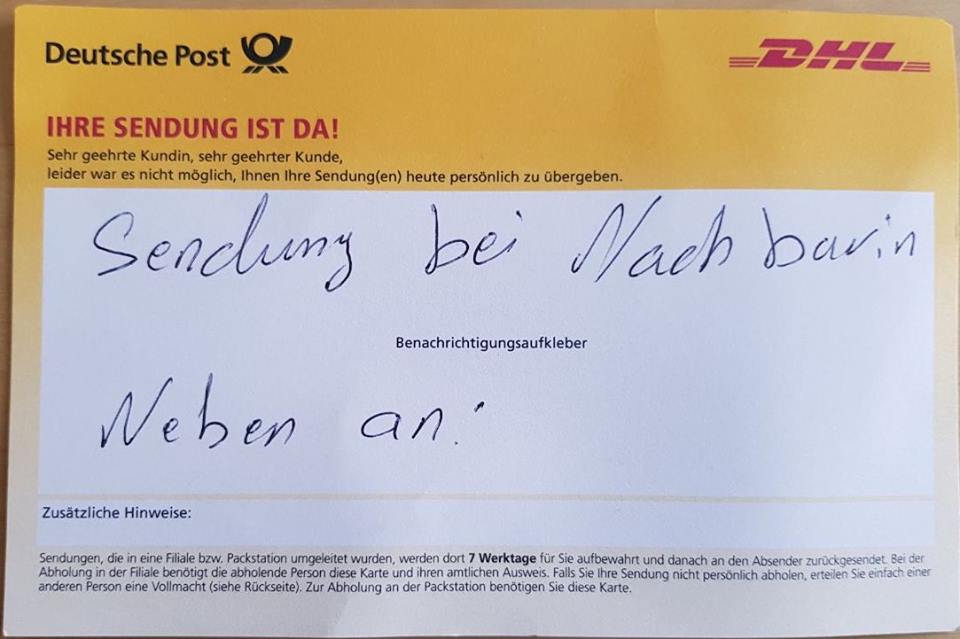 Deutsche Post DHL
IHRE SENDUNG IST DA!
Sehr geehrte Kundin, sehr geehrter Kunde,
leider war es nicht möglich, Ihnen Ihre Sendung(en) heute persönlich zu übergeben.
Sendung bei Nachbarin
Benachrichtigungsaufkleber
Neben an:
Zusätzliche Hinweise:
Sendungen, die in eine Filiale bzw. Packstation umgeleitet wurden, werden dort 7 Werktage für Sie aufbewahrt und danach an den Absender zurückgesendet. Bei der
Abholung in der Filiale benötigt die abholende Person diese Karte und ihren amtlichen Ausweis. Falls Sie Ihre Sendung nicht persönlich abholen, erteilen Sie einfach einer
anderen Person eine Vollmacht (siehe Rückseite). Zur Abholung an der Packstation benötigen Sie diese Karte.